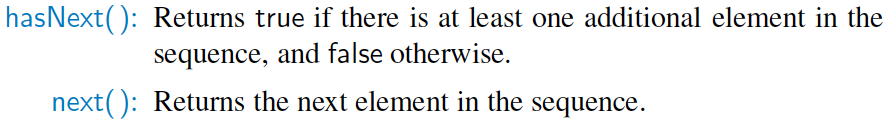 hasNext( ): Returns true if there is at least one additional element in the
sequence, and false otherwise.
next( ): Returns the next element in the sequence.